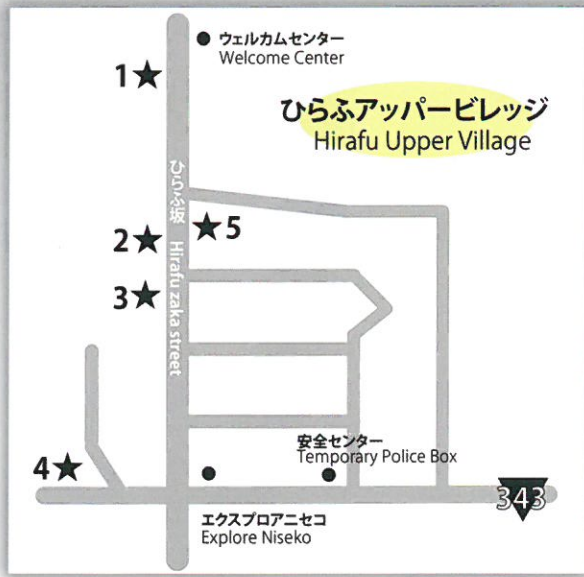 ウェルカムセンター
Welcome Center
1
ひらふアッパービレッジ
Hirafu Upper Village
ひらふ坂 Hirafu zaka street
5
2
3
安全センター
Temporary Police Box
4
343
エクスプロアニセコ
Explore Niseko